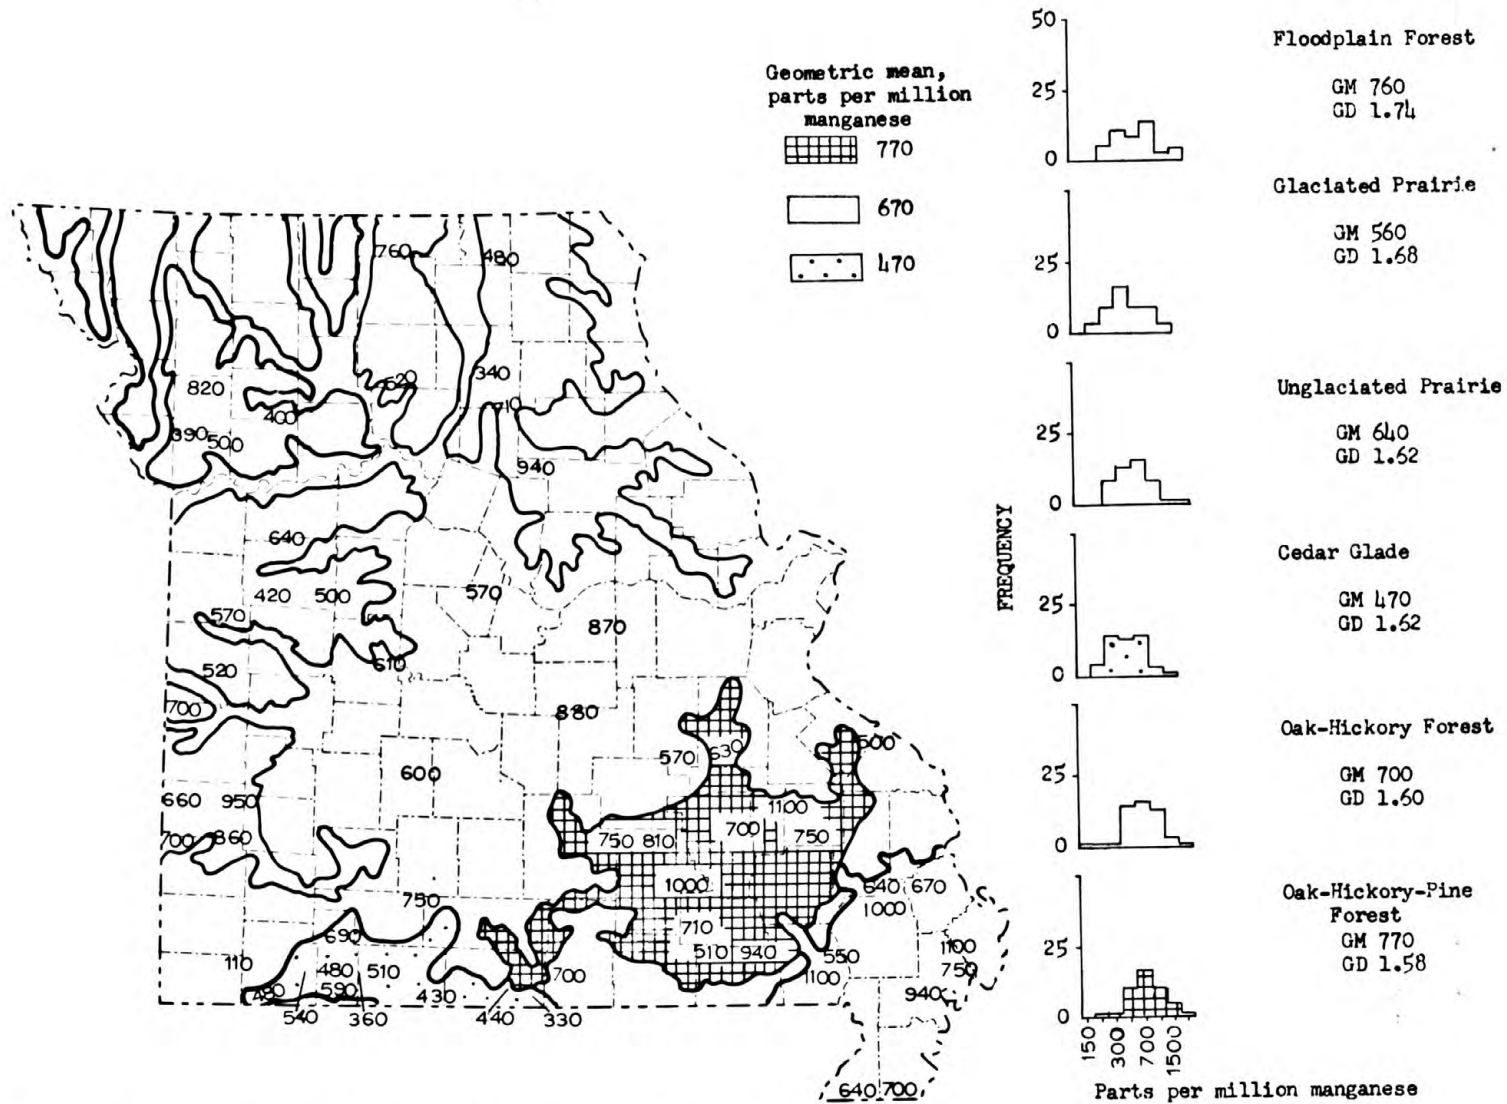 Geometric mean,
parts per million
manganese
770
670
470
760
480
820
620
340
400
710
390 500
940
640
420 500
570
570
870
610
520
700
880
630
500
570
600
660 950
1100
700 860
750 810
700
750
1000
640 670
1000
750
710
690
510 940
550
1100
750
110
480 510
700
1100
480
590
430
940
540
360
440
330
640 700
FREQUENCY
50
25
0
Floodplain Forest
GM 760
GD 1.74
25
0
Glaciated Prairie
GM 560
GD 1.68
25
0
Unglaciated Prairie
GM 640
GD 1.62
25
0
Cedar Glade
GM 470
GD 1.62
25
0
Oak-Hickory Forest
GM 700
GD 1.60
25
0
Oak-Hickory-Pine
Forest
GM 770
GD 1.58
150
300
700
1500
Parts per million manganese